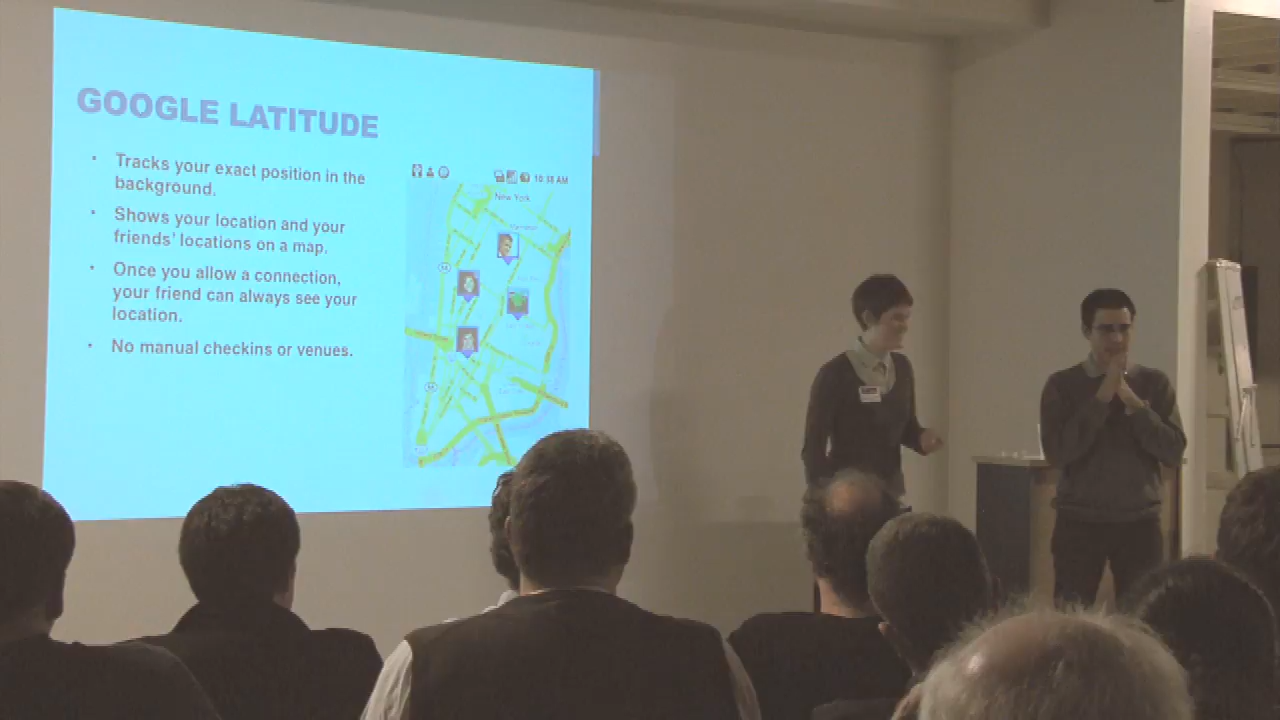 GOOGLE LATITUDE
· Tracks your exact position in the
background.
· Shows your location and your
friends' locations on a map.
· Once you allow a connection,
your friend can always see your
location.
· No manual checkins or venues.
10:38 AM
New York